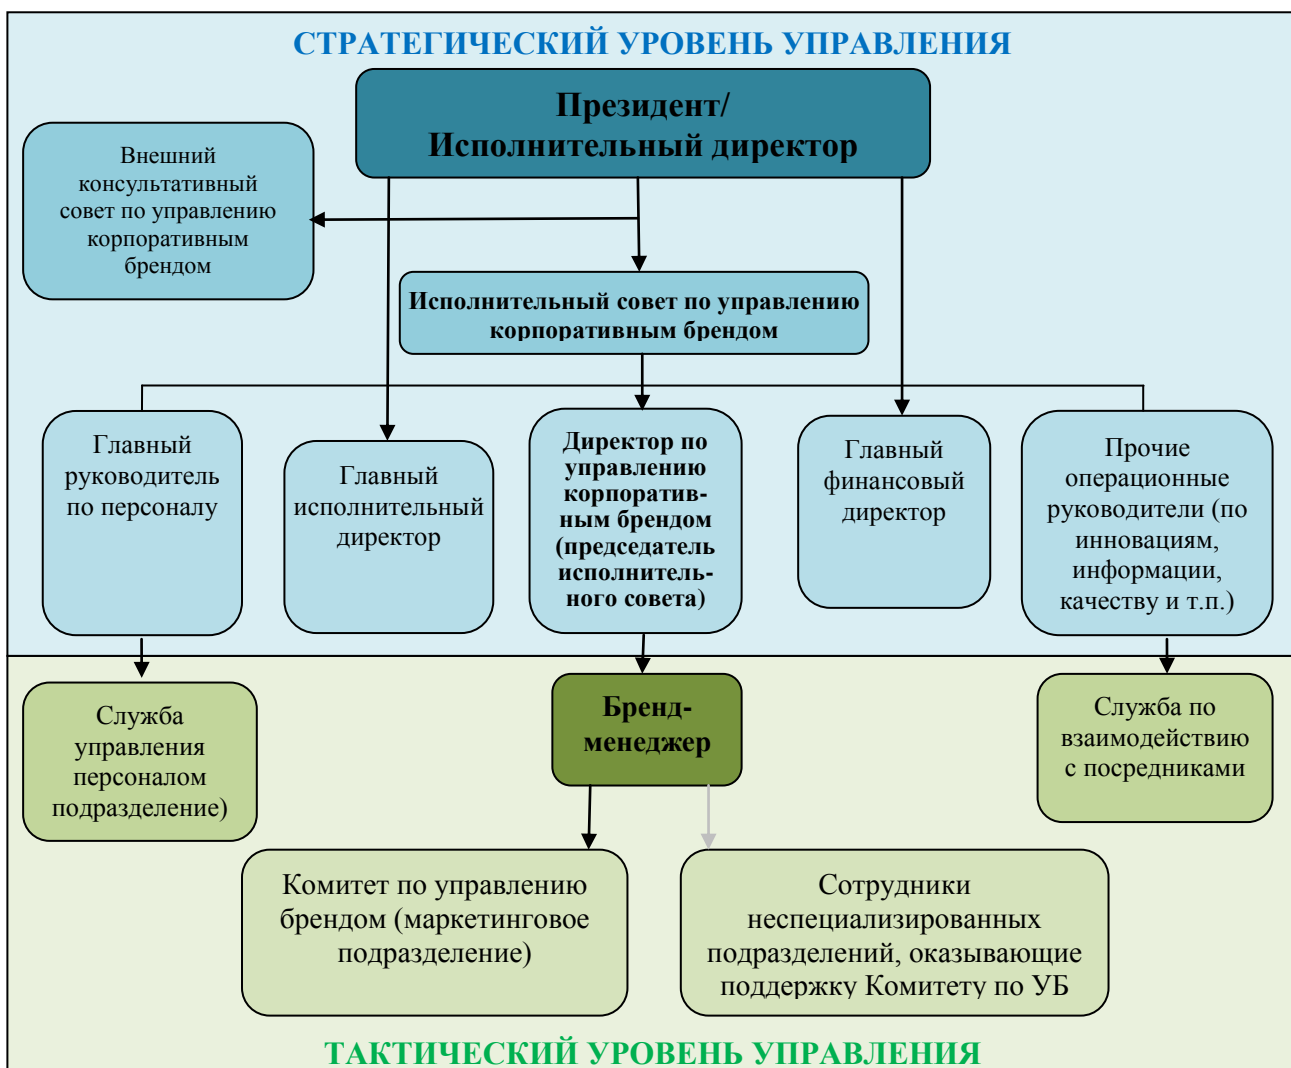 СТРАТЕГИЧЕСКИЙ УРОВЕНЬ УПРАВЛЕНИЯ
Президент/
Исполнительный директор
Внешний
консультативный
совет по управлению
корпоративным
брендом
Исполнительный совет по управлению
корпоративным брендом
Главный
руководитель
по персоналу
Главный
исполнительный
директор
Директор по
управлению
корпоратив-
ным брендом
(председатель
исполнитель-
ного совета)
Главный
финансовый
директор
Прочие
операционные
руководители (по
инновациям,
информации,
качеству и т.п.)
Служба
управления
персоналом
подразделение)
Бренд-
менеджер
Служба по
взаимодействию
с посредниками
Комитет по управлению
брендом (маркетинговое
подразделение)
Сотрудники
неспециализированных
подразделений, оказывающие
поддержку Комитету по УБ
ТАКТИЧЕСКИЙ УРОВЕНЬ УПРАВЛЕНИЯ